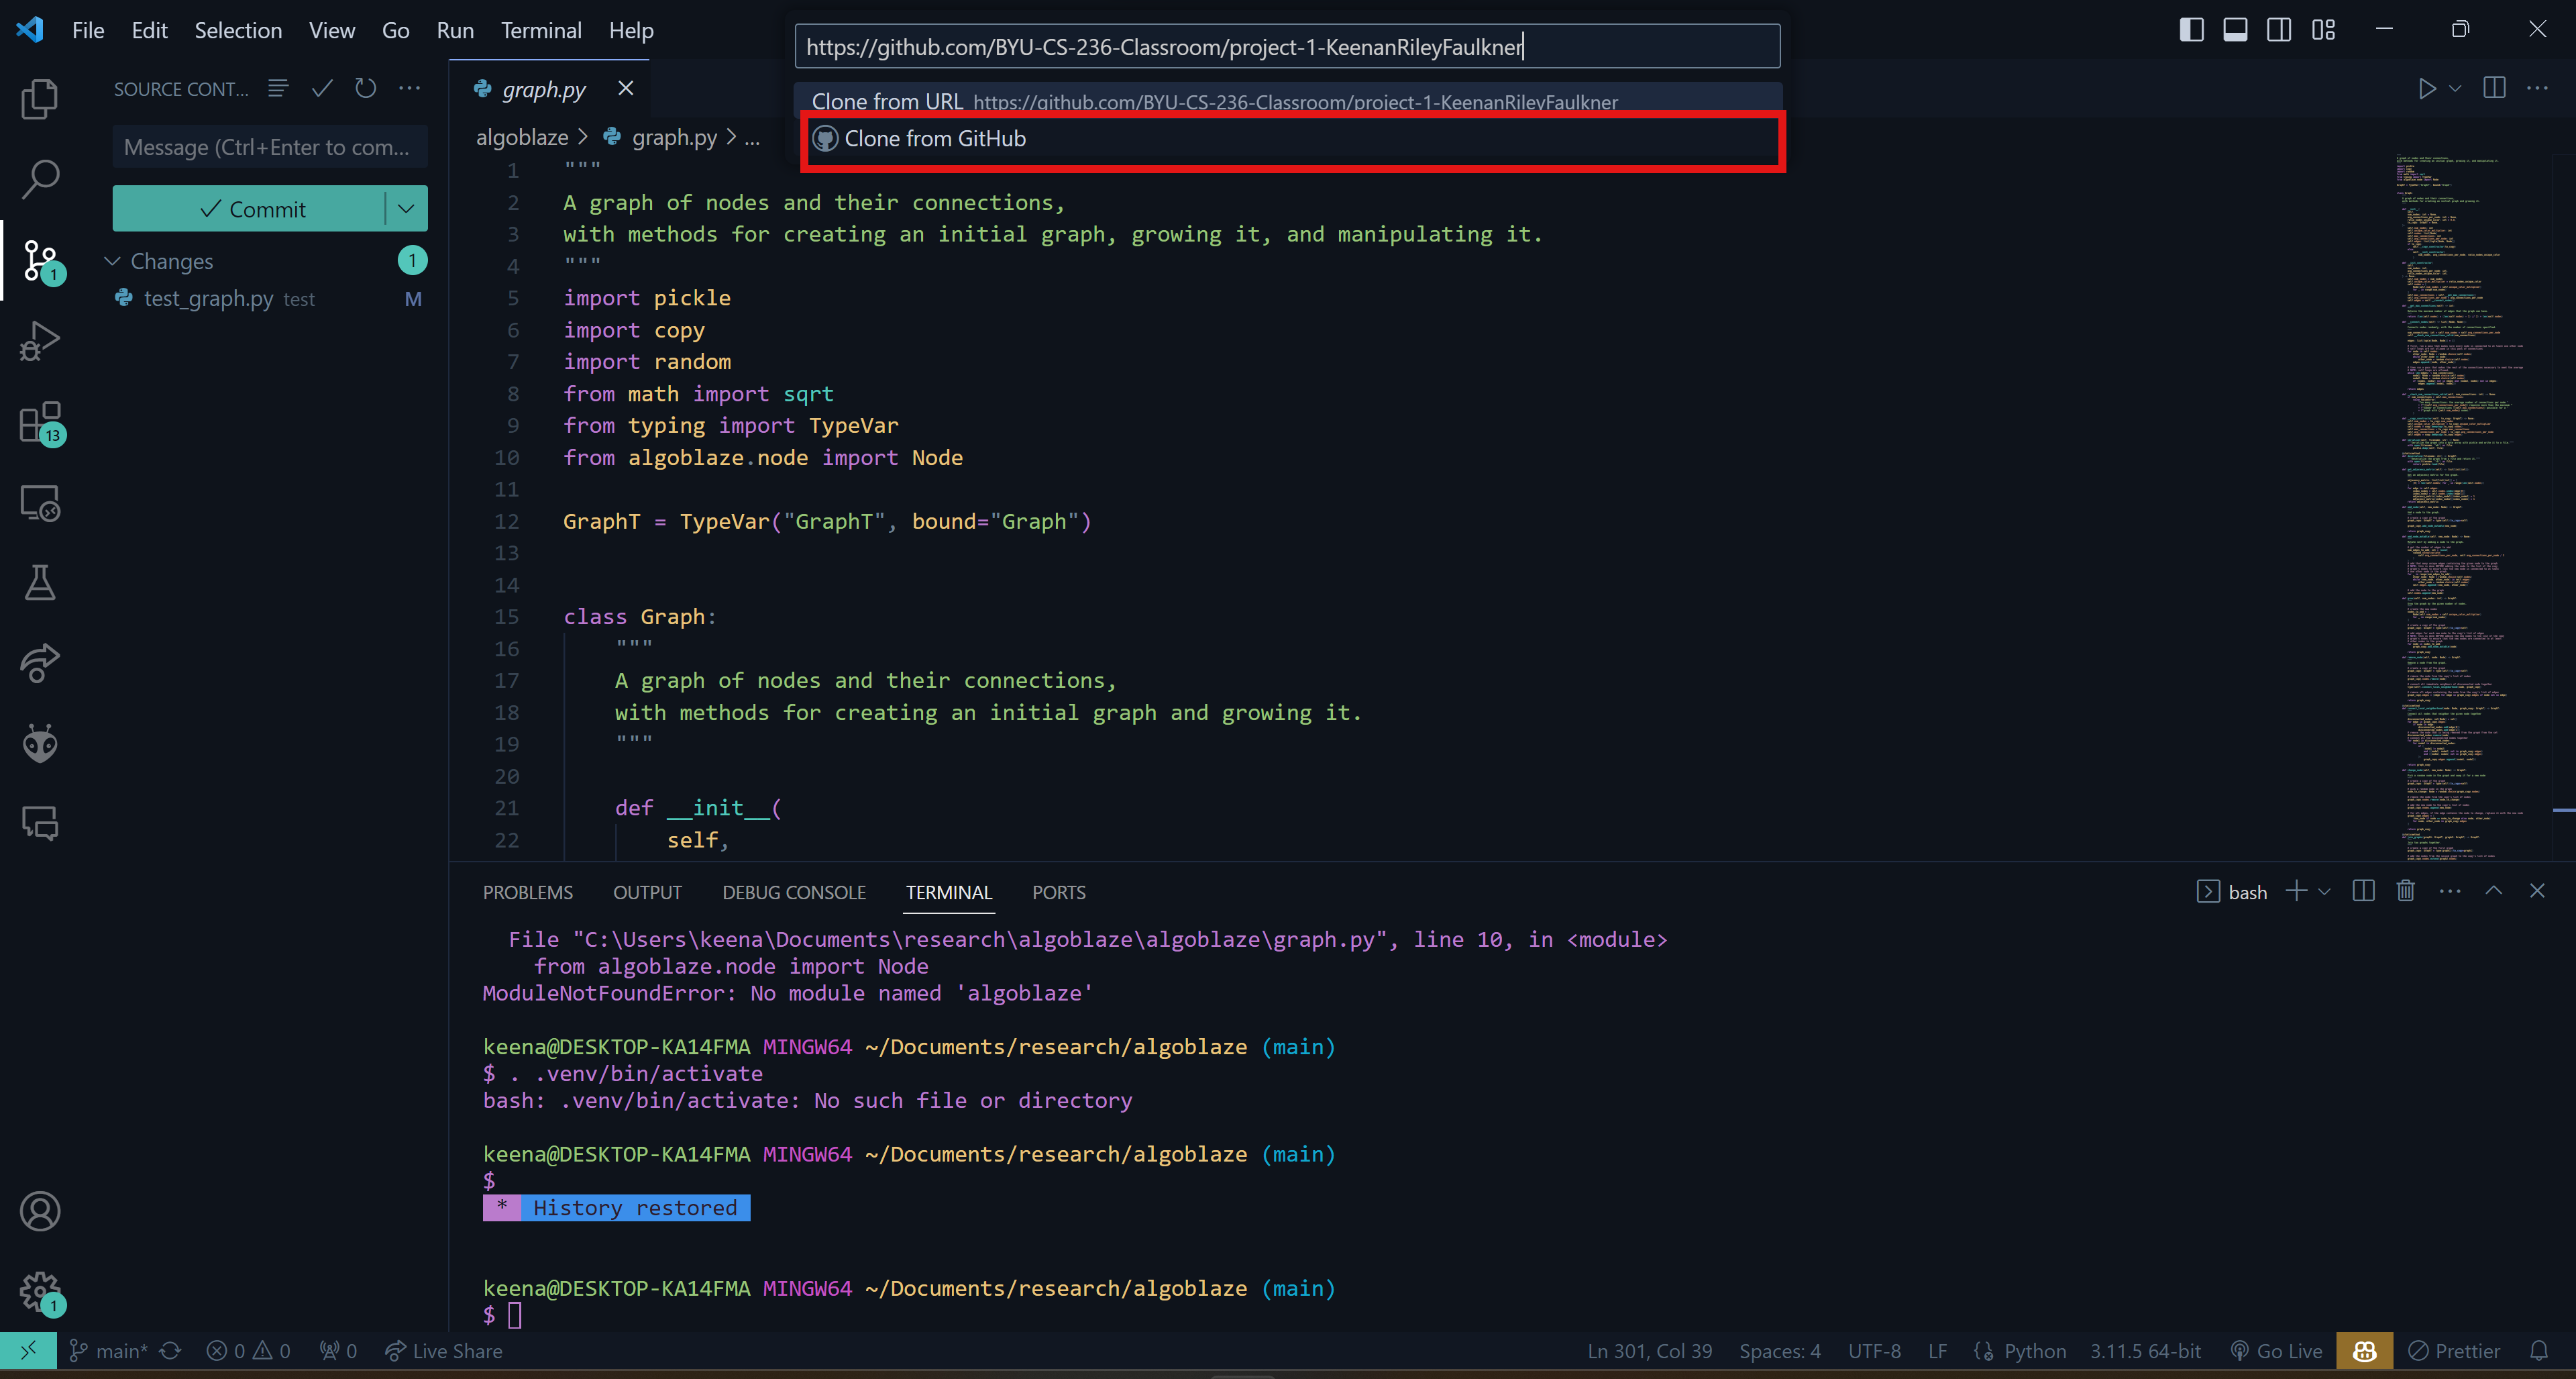 File Edit Selection View Go Run Terminal Help
https://github.com/BYU-CS-236-Classroom/project-1-KeenanRileyFaulkner
Clone from URL https://github.com/BYU-CS-236-Classroom/project-1-KeenanRileyFaulkner
Clone from GitHub
SOURCE CONT...
Message (Ctrl+Enter to com...
Commit
Changes 1
test_graph.py test M
1
13
1
graph.py
algoblaze > graph.py > ...
1 """
2 A graph of nodes and their connections,
3 with methods for creating an initial graph, growing it, and manipulating it.
4 """
5 import pickle
6 import copy
7 import random
8 from math import sqrt
9 from typing import TypeVar
10 from algoblaze.node import Node
11
12 GraphT = TypeVar("GraphT", bound="Graph")
13
14
15 class Graph:
16 """
17 A graph of nodes and their connections,
18 with methods for creating an initial graph and growing it.
19 """
20
21 def __init__(
22 self,
PROBLEMS OUTPUT DEBUG CONSOLE TERMINAL PORTS
bash
File "C:\Users\keena\Documents\research\algoblaze\algoblaze\graph.py", line 10, in <module>
from algoblaze.node import Node
ModuleNotFoundError: No module named 'algoblaze'
keena@DESKTOP-KA14FMA MINGW64 ~/Documents/research/algoblaze (main)
$ . .venv/bin/activate
bash: .venv/bin/activate: No such file or directory
keena@DESKTOP-KA14FMA MINGW64 ~/Documents/research/algoblaze (main)
$
* History restored
keena@DESKTOP-KA14FMA MINGW64 ~/Documents/research/algoblaze (main)
$
main* 0 0 0 Live Share
Ln 301, Col 39 Spaces: 4 UTF-8 LF Python 3.11.5 64-bit Go Live Prettier